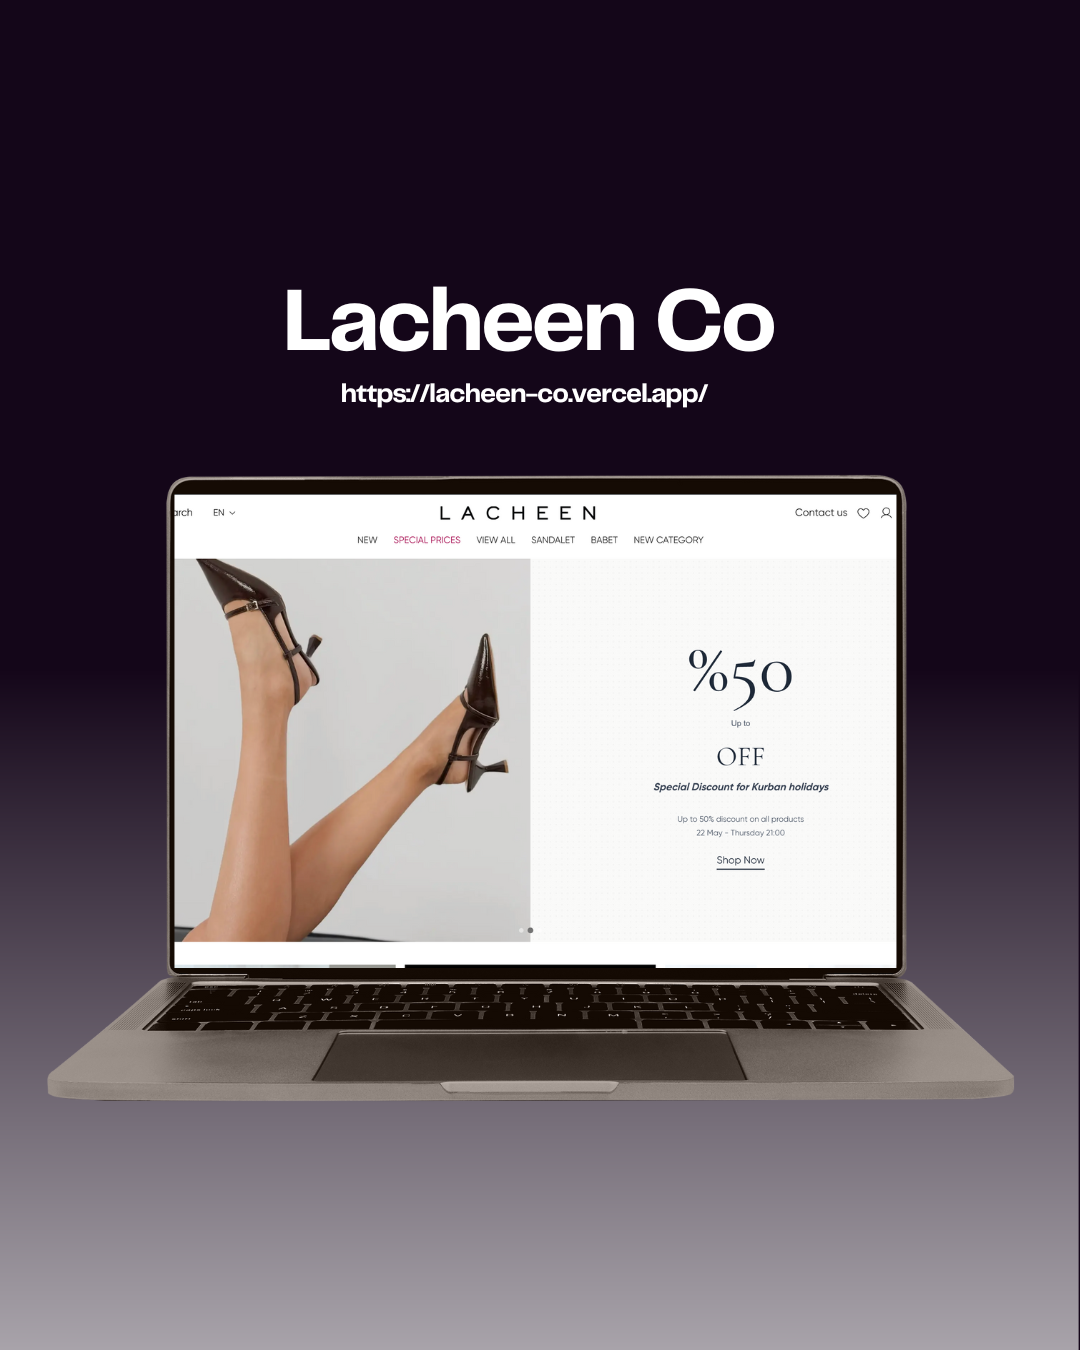 Lacheen Co
https://lacheen-co.vercel.app/
arch EN Contact us
LACHEEN
NEW SPECIAL PRICES VIEW ALL SANDALET BABET NEW CATEGORY
%50
Up to
OFF
Special Discount for Kurban holidays
Up to 50% discount on all products
22 May - Thursday 21:00
Shop Now